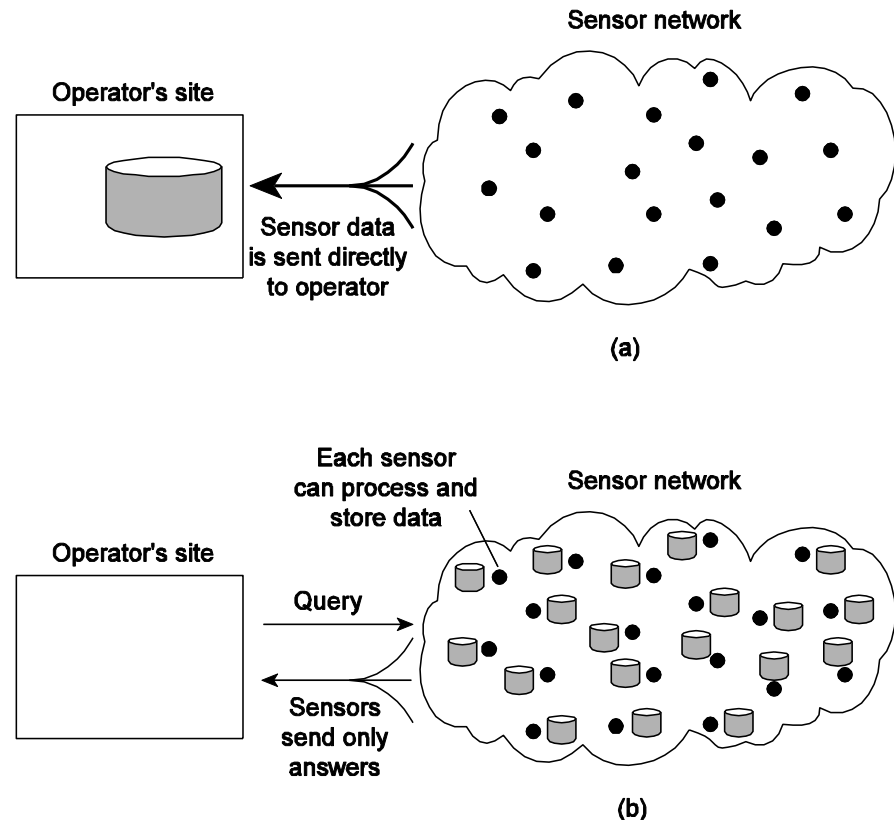 Sensor network
Operator's site
Sensor data
is sent directly
to operator
(a)
Each sensor
can process and
store data
Sensor network
Operator's site
Query
Sensors
send only
answers
(b)